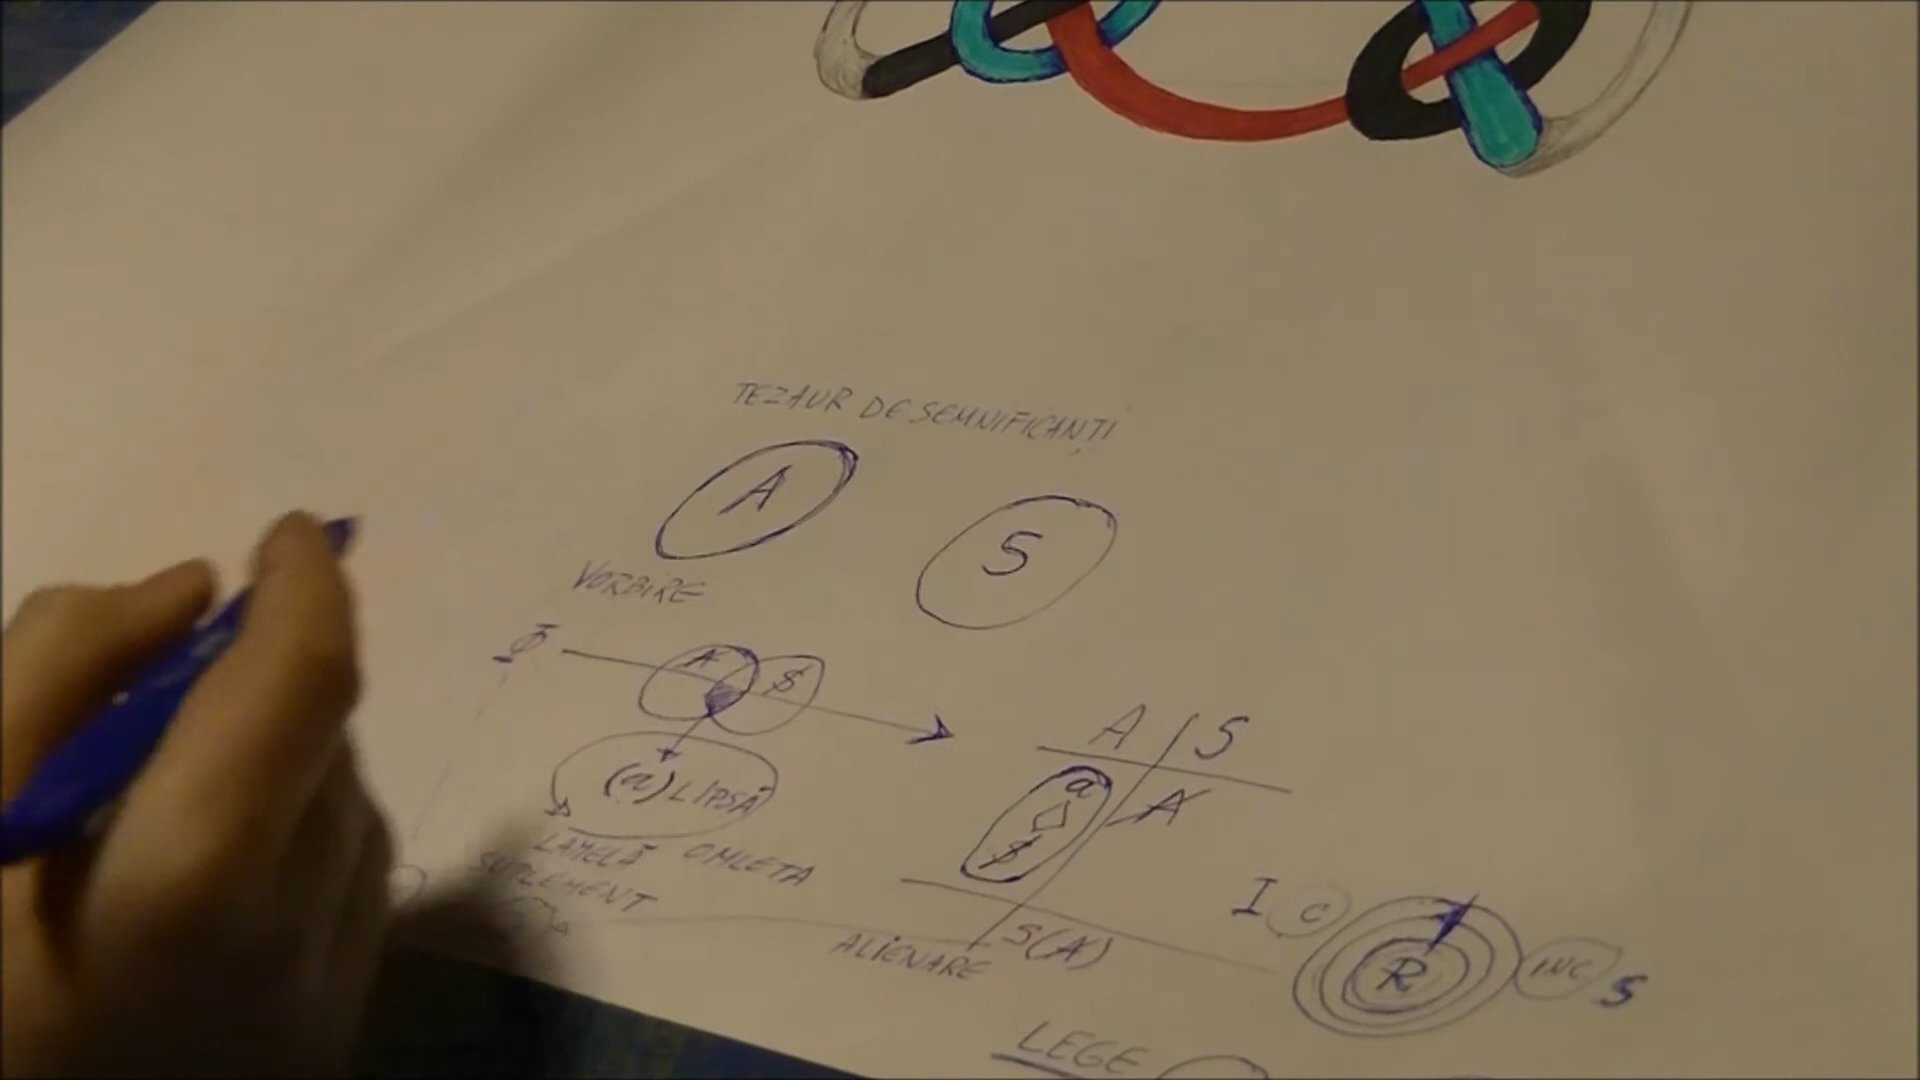 TEZAUR DE SEMNIFICANȚI
A
S
VORBIRE
Φ
A $
(a) LIPSĂ
LAMELĂ OMLETA
SUPLIMENT
A S
a ◇ $
A
S(A)
ALIENARE
I C R INC S
LEGE